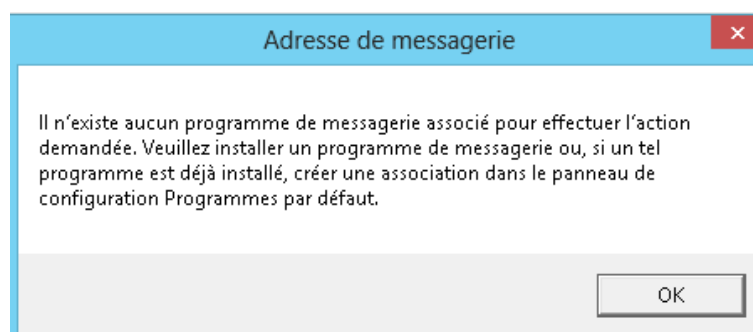 Adresse de messagerie
Il n'existe aucun programme de messagerie associé pour effectuer l'action
demandée. Veuillez installer un programme de messagerie ou, si un tel
programme est déjà installé, créer une association dans le panneau de
configuration Programmes par défaut.
OK